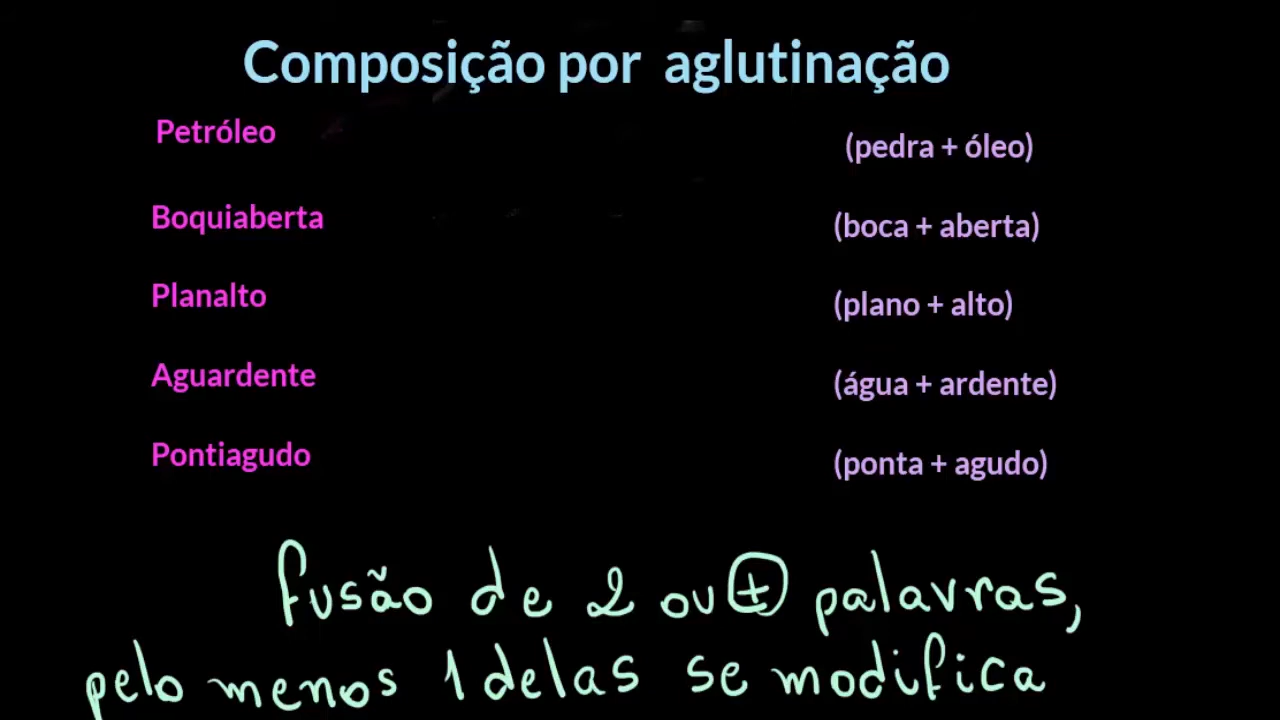 Composição por aglutinação
Petróleo (pedra + óleo)
Boquiaberta (boca + aberta)
Planalto (plano + alto)
Aguardente (água + ardente)
Pontiagudo (ponta + agudo)
fusão de 2 ou + palavras,
pelo menos 1 delas se modifica